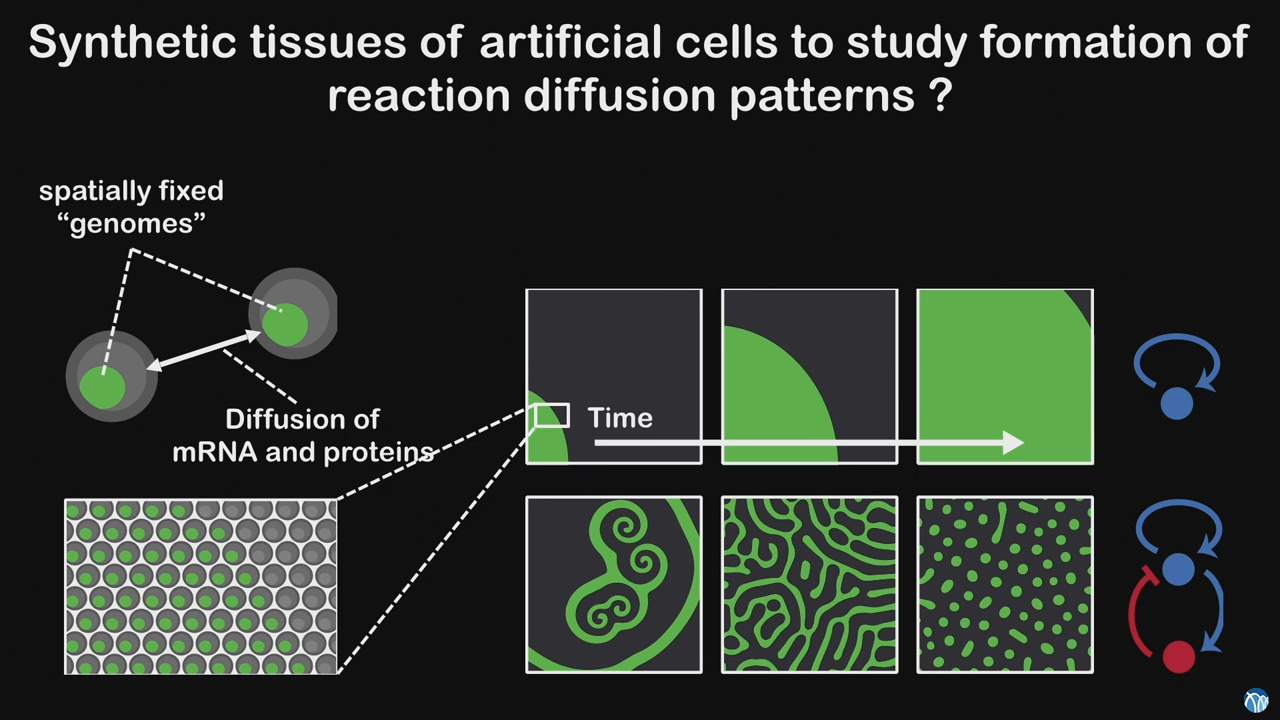 Synthetic tissues of artificial cells to study formation of
reaction diffusion patterns ?
spatially fixed
“genomes”
Diffusion of
mRNA and proteins
Time